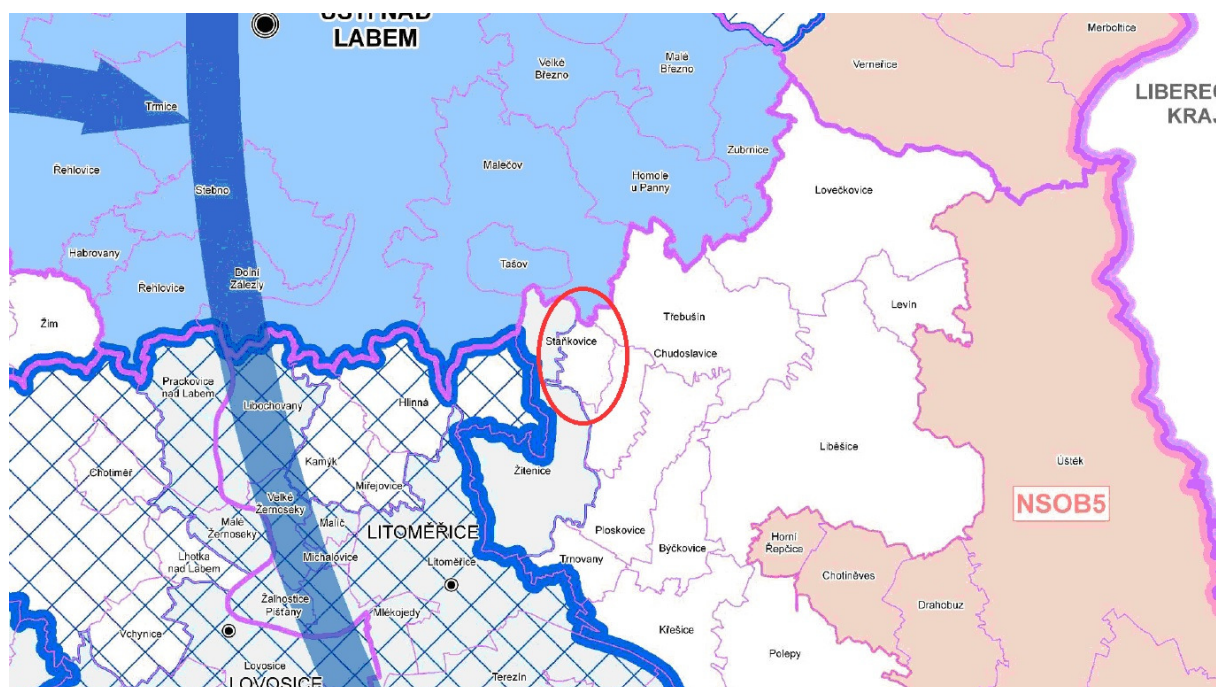 ÚSTÍ NAD
LABEM
Merboltice
Verneřice
Velké
Březno
Malé
Březno
LIBEREC
KRAJ
Trmice
Řehlovice
Malečov
Homole
u Panny
Zubrnice
Stebno
Lovečkovice
Habrovany
Řehlovice
Dolní
Zálezly
Tašov
Žim
Staňkovice
Třebušín
Levín
Chudoslavice
Prackovice
nad Labem
Libochovany
Hlinná
Liběšice
Chotiměř
Kamýk
Miřejovice
Žitenice
Úštěk
NSOB5
Velké
Žernoseky
Malé
Žernoseky
Malíč
LITOMĚŘICE
Ploskovice
Býčkovice
Horní
Řepčice
Lhotka
nad Labem
Michalovice
Litoměřice
Trnovany
Chotiněves
Žalhostice
Píšťany
Mlékojedy
Drahobuz
Vchynice
Křešice
Polepy
Lovosice
LOVOSICE
Terezín